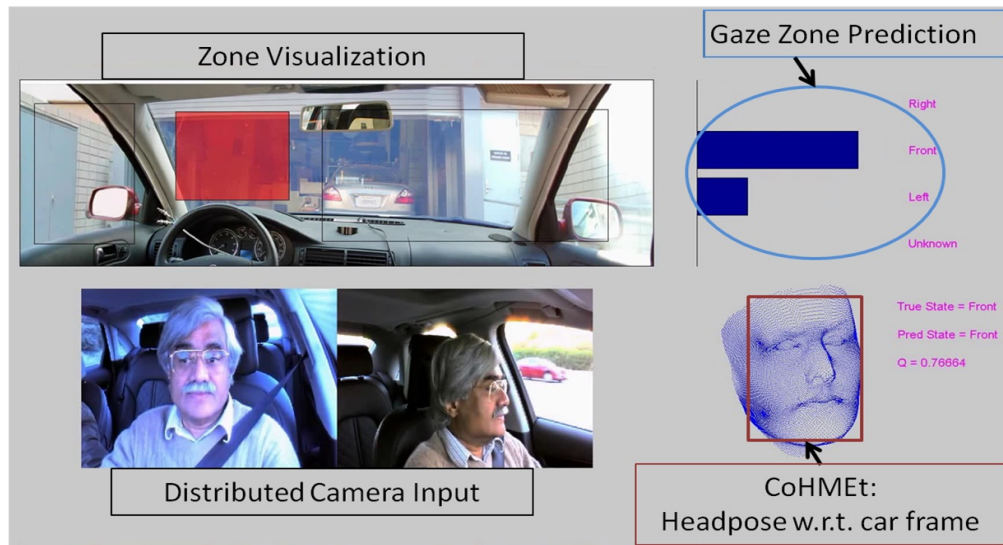 Zone Visualization
Gaze Zone Prediction
Right
Front
Left
Unknown
True State = Front
Pred State = Front
Q = 0.76664
Distributed Camera Input
CoHMEt:
Headpose w.r.t. car frame